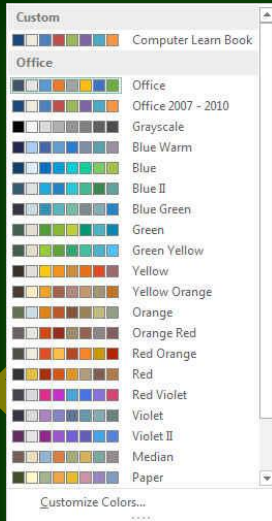 Custom
Computer Learn Book
Office
Office
Office 2007 - 2010
Grayscale
Blue Warm
Blue
Blue II
Blue Green
Green
Green Yellow
Yellow
Yellow Orange
Orange
Orange Red
Red Orange
Red
Red Violet
Violet
Violet II
Median
Paper
Customize Colors...